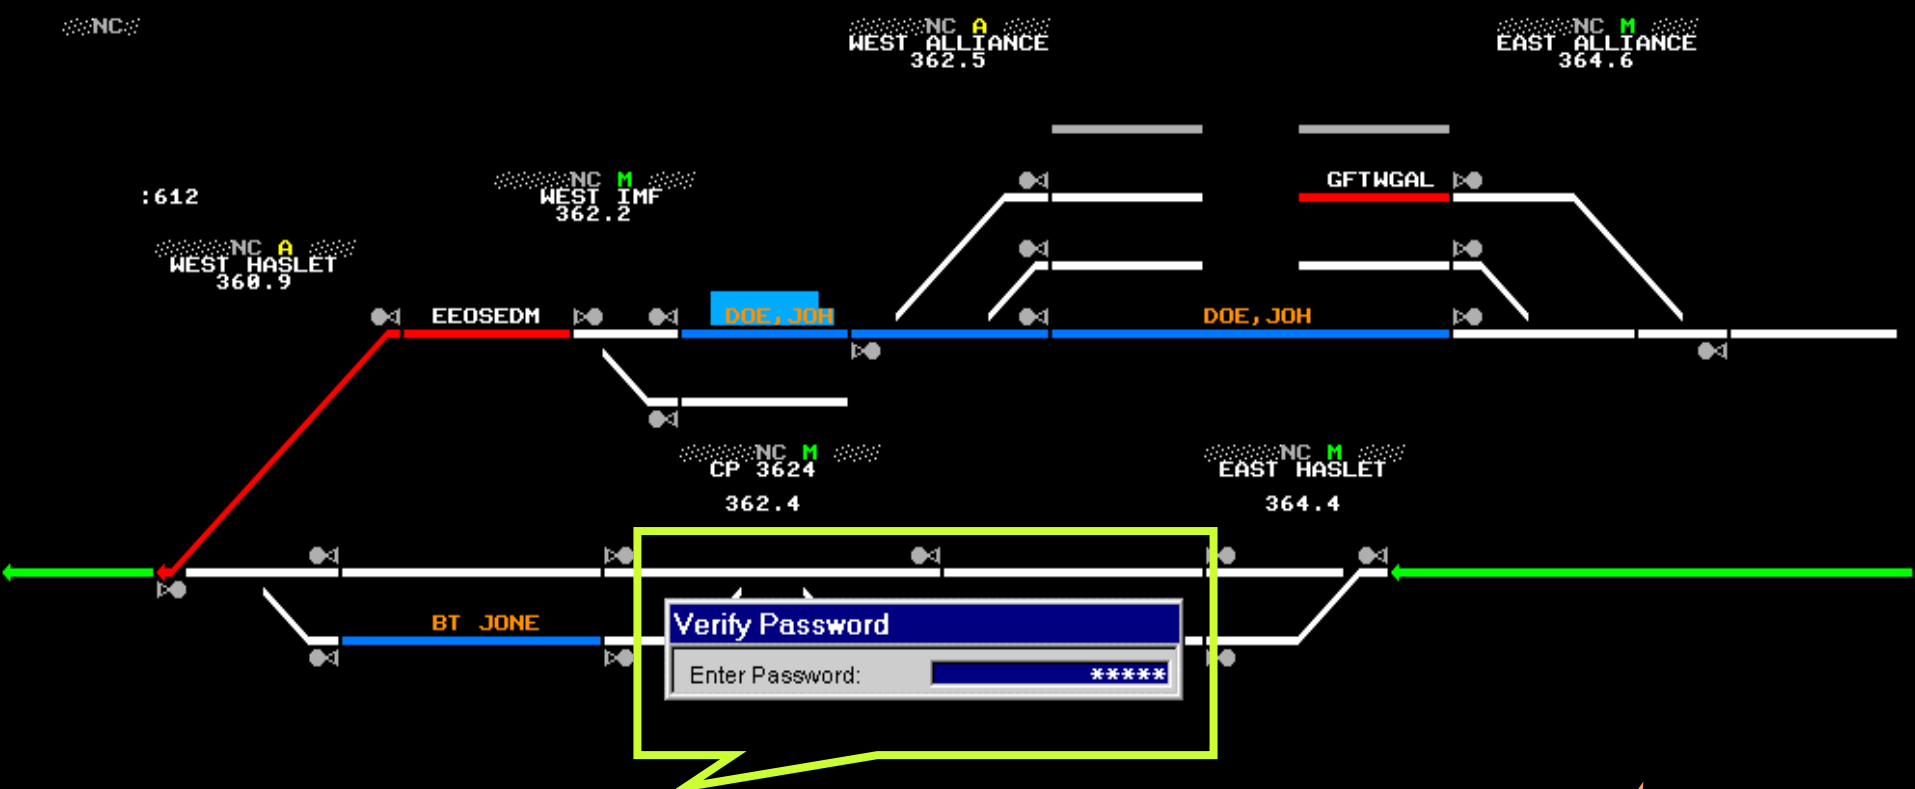 NC
NC A
WEST ALLIANCE
362.5
NC M
EAST ALLIANCE
364.6
:612
NC M
WEST IMF
362.2
GFTWGAL
NC A
WEST HASLET
360.9
EEOSEDM
DOE,JOH
DOE,JOH
NC M
CP 3624
362.4
NC M
EAST HASLET
364.4
BT JONE
Verify Password
Enter Password: *****